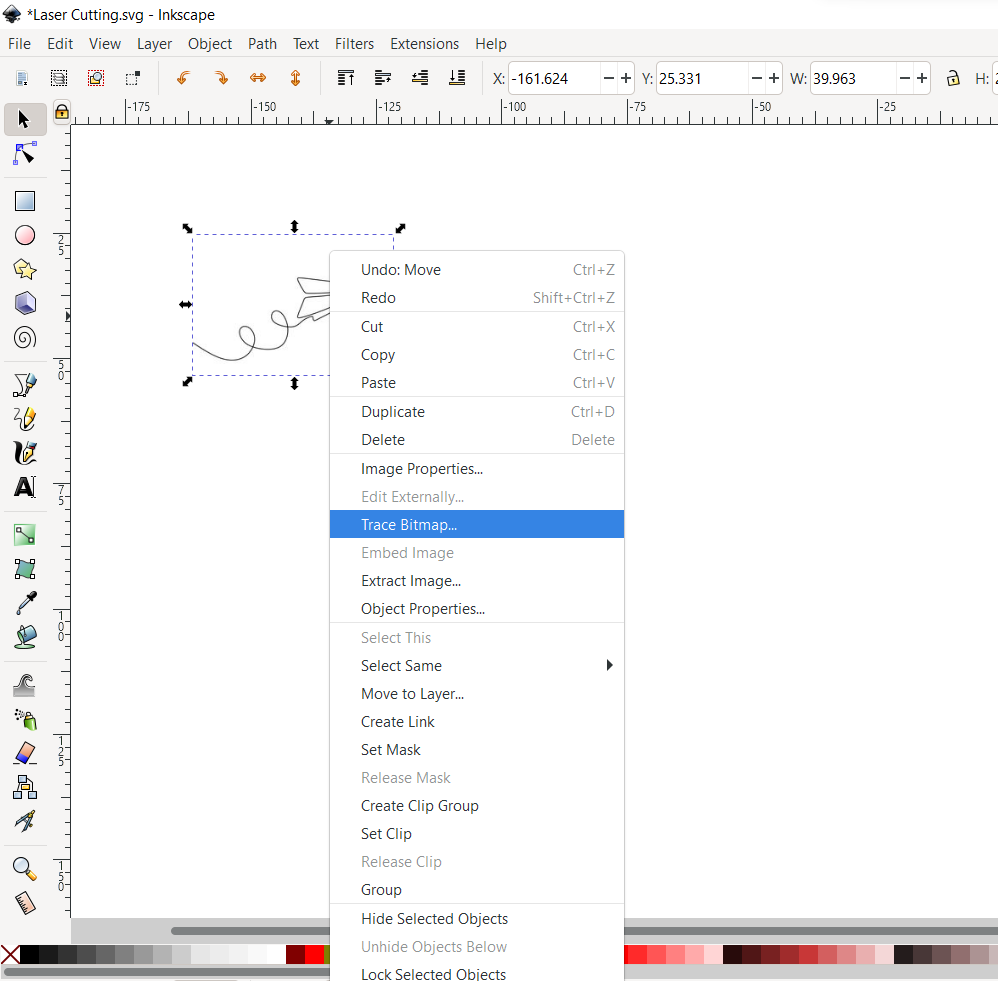 *Laser Cutting.svg - Inkscape
File Edit View Layer Object Path Text Filters Extensions Help
X: -161.624 Y: 25.331 W: 39.963 H:
-175 -150 -125 -100 -75 -50 -25
25
50
75
100
125
150
Undo: Move Ctrl+Z
Redo Shift+Ctrl+Z
Cut Ctrl+X
Copy Ctrl+C
Paste Ctrl+V
Duplicate Ctrl+D
Delete Delete
Image Properties...
Edit Externally...
Trace Bitmap...
Embed Image
Extract Image...
Object Properties...
Select This
Select Same
Move to Layer...
Create Link
Set Mask
Release Mask
Create Clip Group
Set Clip
Release Clip
Group
Hide Selected Objects
Unhide Objects Below
Lock Selected Objects